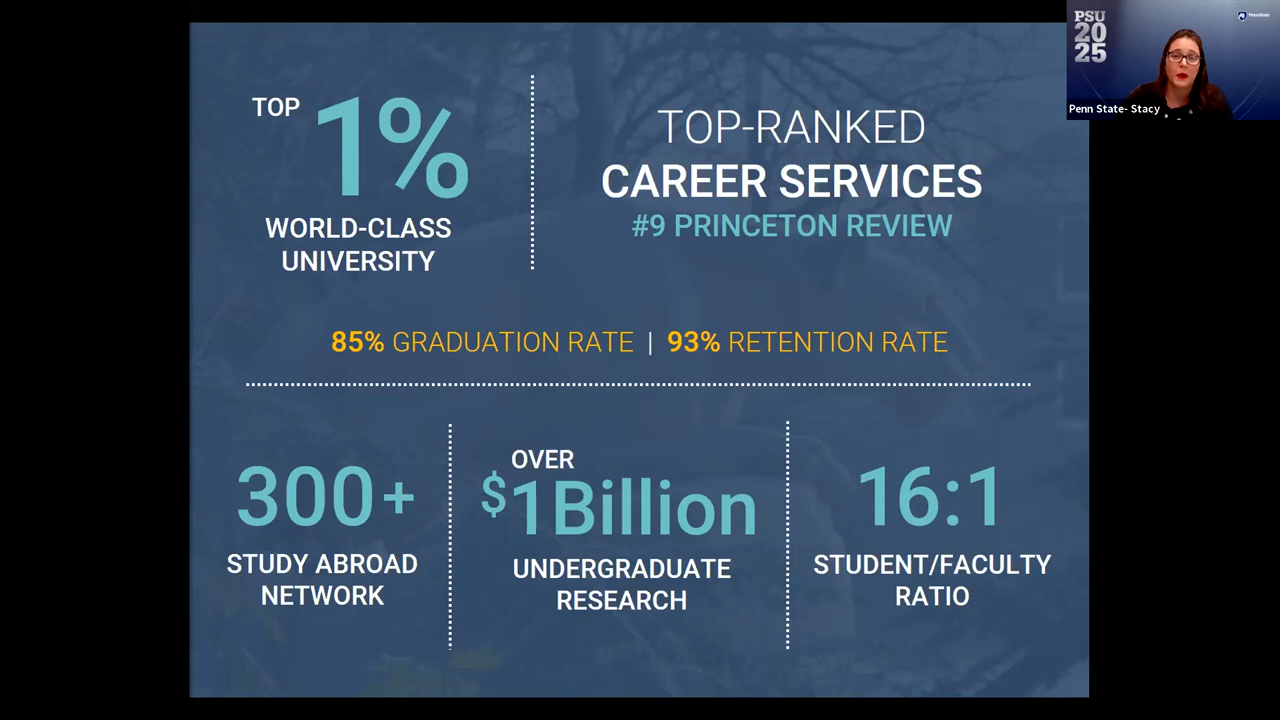 TOP
1%
WORLD-CLASS
UNIVERSITY
TOP-RANKED
CAREER SERVICES
#9 PRINCETON REVIEW
85% GRADUATION RATE | 93% RETENTION RATE
300+
STUDY ABROAD
NETWORK
OVER
$1Billion
UNDERGRADUATE
RESEARCH
16:1
STUDENT/FACULTY
RATIO
PSU
20
25
PennState
Penn State- Stacy